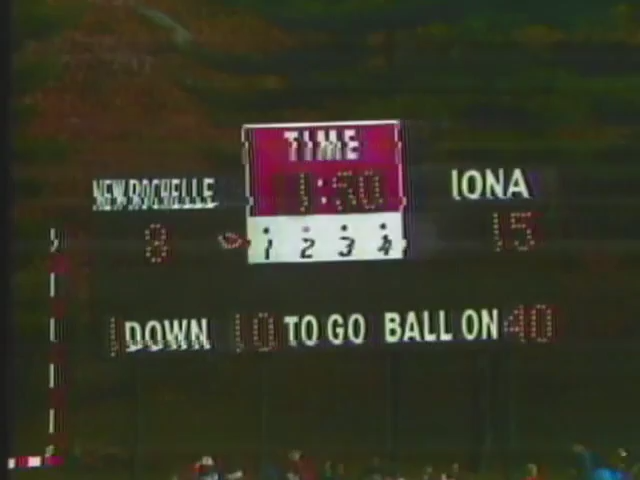 TIME
NEW ROCHELLE 1:50 IONA
8 1 2 3 4 15
1 DOWN 10 TO GO BALL ON 40